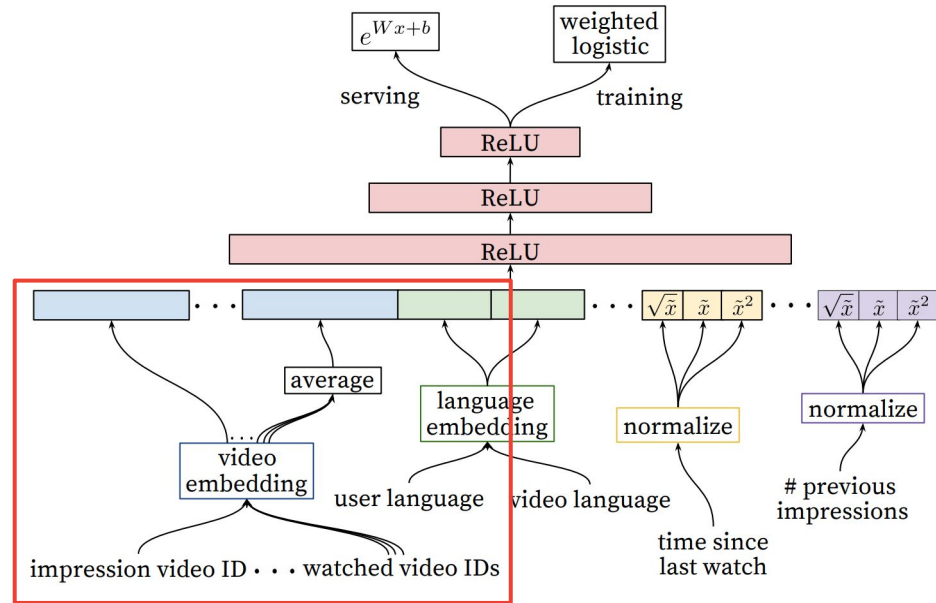 e^{Wx+b}
weighted
logistic
serving
training
ReLU
ReLU
ReLU
. . .
. . .
√x̃ x̃ x̃²
. . .
√x̃ x̃ x̃²
average
language
embedding
normalize
normalize
....
video
embedding
user language
video language
# previous
impressions
time since
last watch
impression video ID . . . watched video IDs